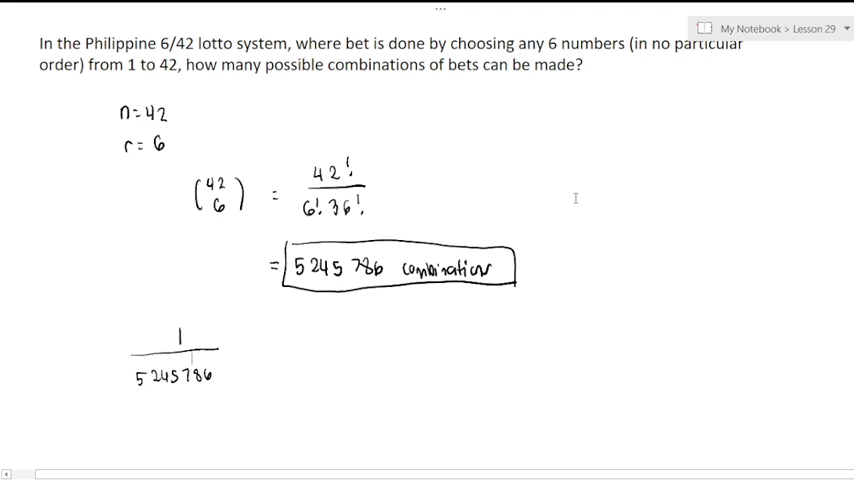 My Notebook > Lesson 29
In the Philippine 6/42 lotto system, where bet is done by choosing any 6 numbers (in no particular
order) from 1 to 42, how many possible combinations of bets can be made?
n=42
r= 6
(42 6) = 42! / 6! 36!
= 5 245 786 combinations
1
5 245786